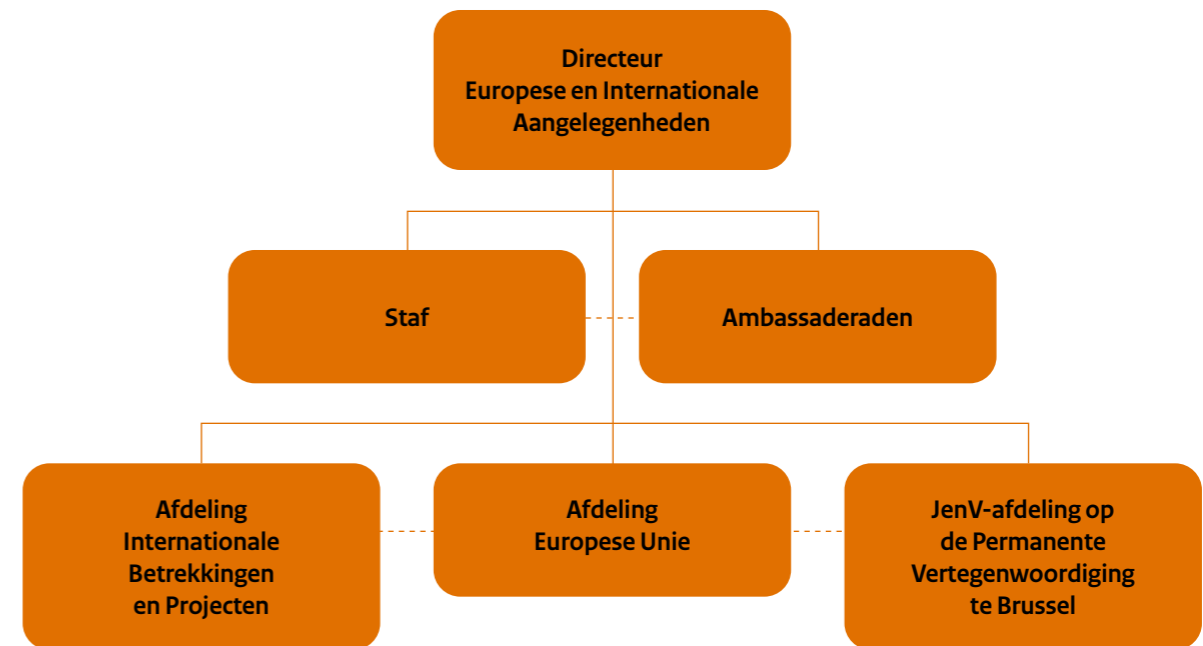 Directeur
Europese en Internationale
Aangelegenheden
Staf
Ambassaderaden
Afdeling
Internationale
Betrekkingen
en Projecten
Afdeling
Europese Unie
JenV-afdeling op
de Permanente
Vertegenwoordiging
te Brussel